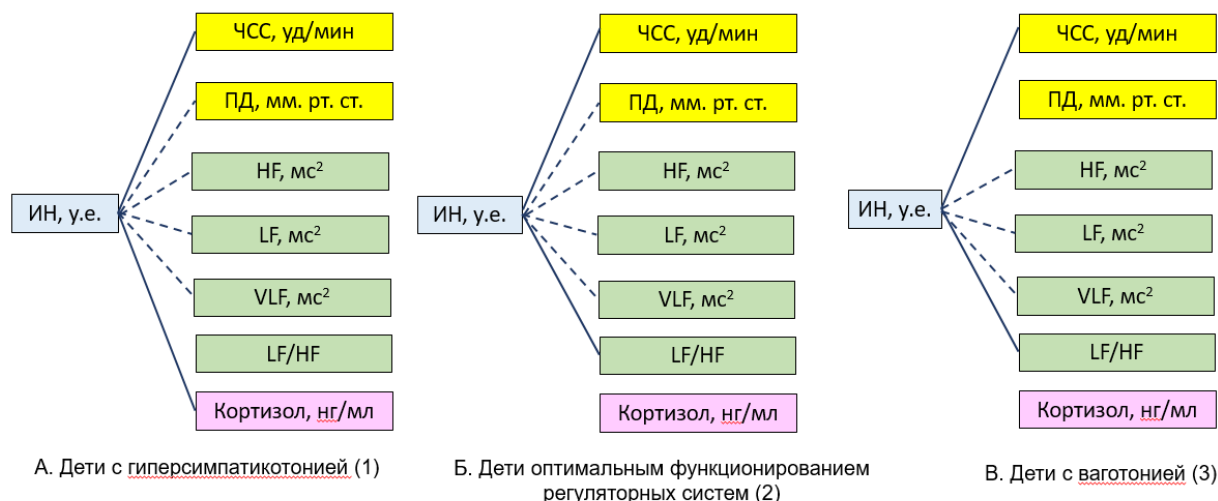 ЧСС, уд/мин
ПД, мм. рт. ст.
HF, мс²
ИН, у.е.
LF, мс²
VLF, мс²
LF/HF
Кортизол, нг/мл
А. Дети с гиперсимпатикотонией (1)
ЧСС, уд/мин
ПД, мм. рт. ст.
HF, мс²
ИН, у.е.
LF, мс²
VLF, мс²
LF/HF
Кортизол, нг/мл
Б. Дети оптимальным функционированием
регуляторных систем (2)
ЧСС, уд/мин
ПД, мм. рт. ст.
HF, мс²
ИН, у.е.
LF, мс²
VLF, мс²
LF/HF
Кортизол, нг/мл
В. Дети с ваготонией (3)